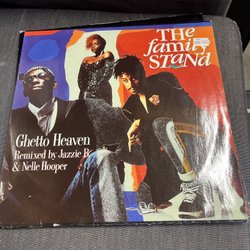 THE
family
STaNd
Ghetto Heaven
Remixed by Jazzie B.
& Nelle Hooper